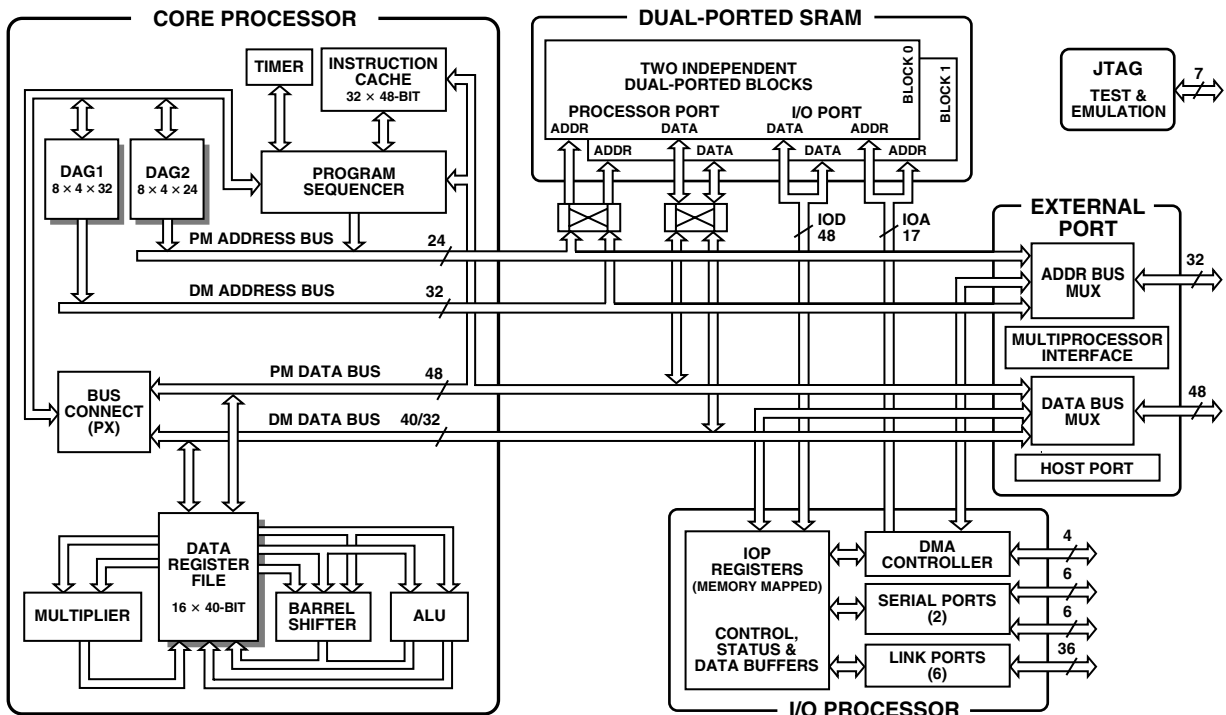 CORE PROCESSOR
TIMER
INSTRUCTION
CACHE
32 × 48-BIT
DAG1
8 × 4 × 32
DAG2
8 × 4 × 24
PROGRAM
SEQUENCER
PM ADDRESS BUS
24
DM ADDRESS BUS
32
BUS
CONNECT
(PX)
PM DATA BUS
48
DM DATA BUS
40/32
DATA
REGISTER
FILE
16 × 40-BIT
MULTIPLIER
BARREL
SHIFTER
ALU
DUAL-PORTED SRAM
TWO INDEPENDENT
DUAL-PORTED BLOCKS
BLOCK 0
BLOCK 1
PROCESSOR PORT
I/O PORT
ADDR
DATA
DATA
ADDR
ADDR
DATA
DATA
ADDR
IOD
48
IOA
17
JTAG
TEST &
EMULATION
7
EXTERNAL
PORT
ADDR BUS
MUX
32
MULTIPROCESSOR
INTERFACE
DATA BUS
MUX
48
HOST PORT
IOP
REGISTERS
(MEMORY MAPPED)
CONTROL,
STATUS &
DATA BUFFERS
DMA
CONTROLLER
4
SERIAL PORTS
(2)
6
6
LINK PORTS
(6)
36
I/O PROCESSOR